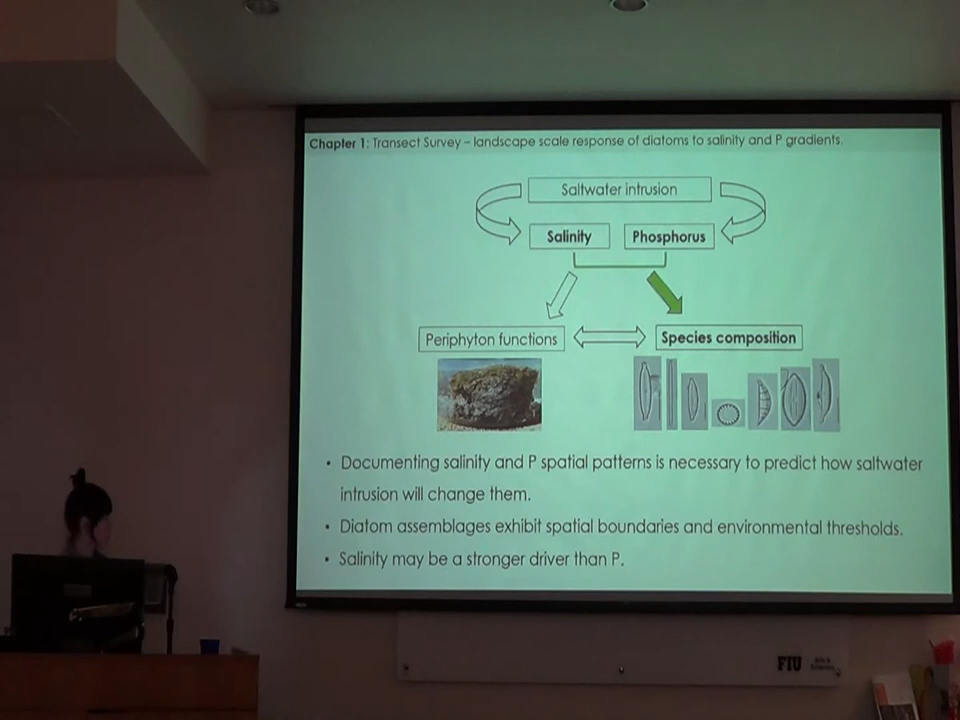 Chapter 1: Transect Survey – landscape scale response of diatoms to salinity and P gradients.
Saltwater intrusion
Salinity
Phosphorus
Periphyton functions
Species composition
• Documenting salinity and P spatial patterns is necessary to predict how saltwater
intrusion will change them.
• Diatom assemblages exhibit spatial boundaries and environmental thresholds.
• Salinity may be a stronger driver than P.
FIU